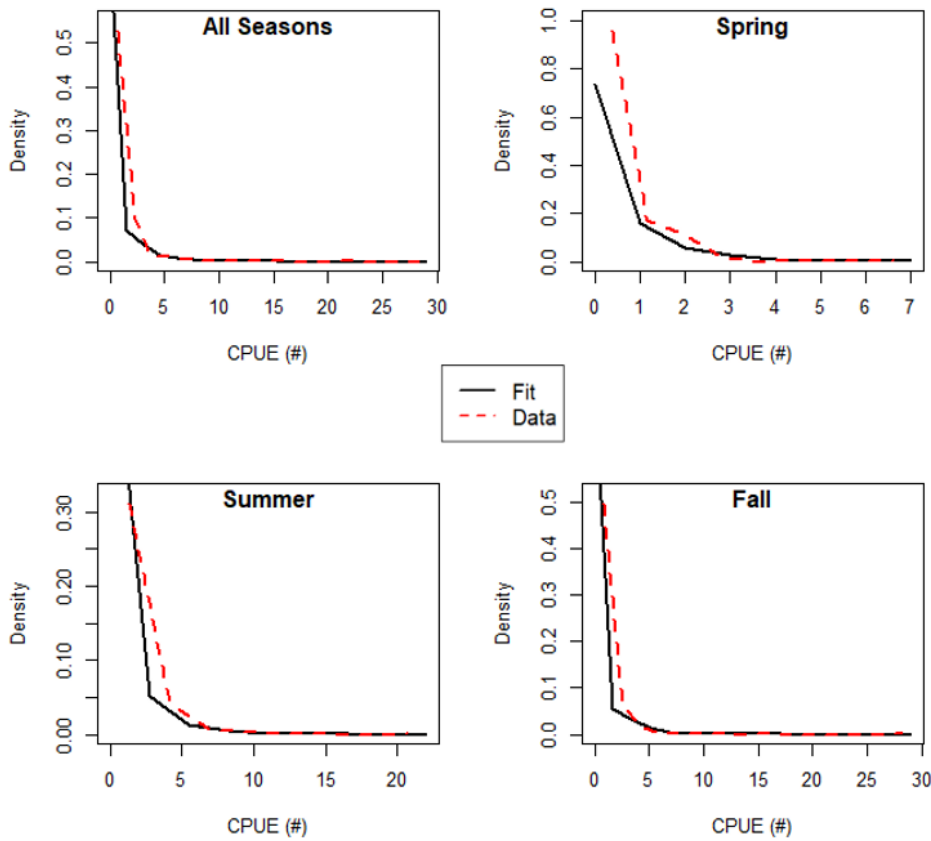 All Seasons
Density
0.0 0.1 0.2 0.3 0.4 0.5
0 5 10 15 20 25 30
CPUE (#)
Spring
Density
0.0 0.2 0.4 0.6 0.8 1.0
0 1 2 3 4 5 6 7
CPUE (#)
Fit
Data
Summer
Density
0.00 0.10 0.20 0.30
0 5 10 15 20
CPUE (#)
Fall
Density
0.0 0.1 0.2 0.3 0.4 0.5
0 5 10 15 20 25 30
CPUE (#)